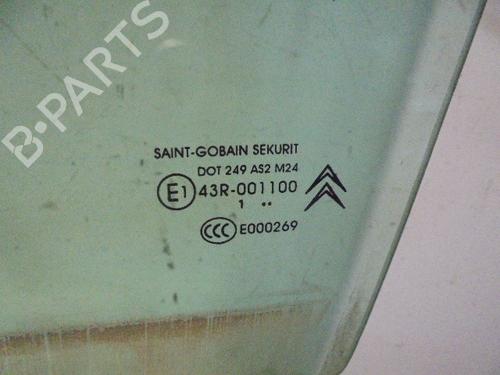 B-PARTS
SAINT-GOBAIN SEKURIT
DOT 249 AS2 M24
E1 43R-001100
1 ..
CCC E000269